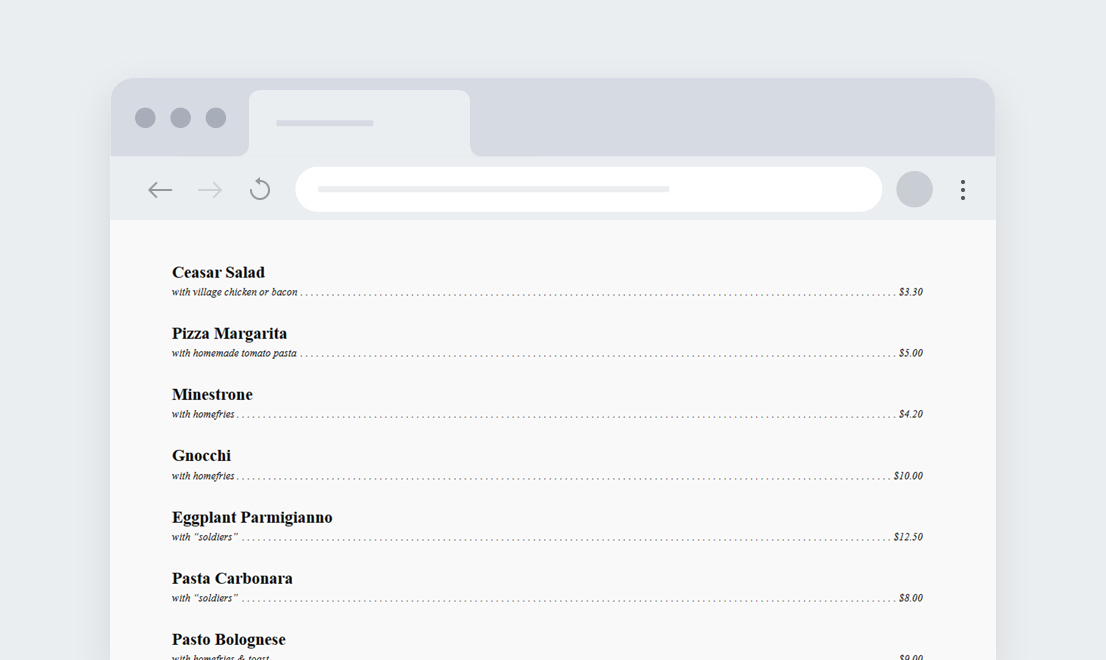 Ceasar Salad
with village chicken or bacon $3.30
Pizza Margarita
with homemade tomato pasta $5.00
Minestrone
with homefries $4.20
Gnocchi
with homefries $10.00
Eggplant Parmigianno
with “soldiers” $12.50
Pasta Carbonara
with “soldiers” $8.00
Pasto Bolognese
with homefries & toast $9.00